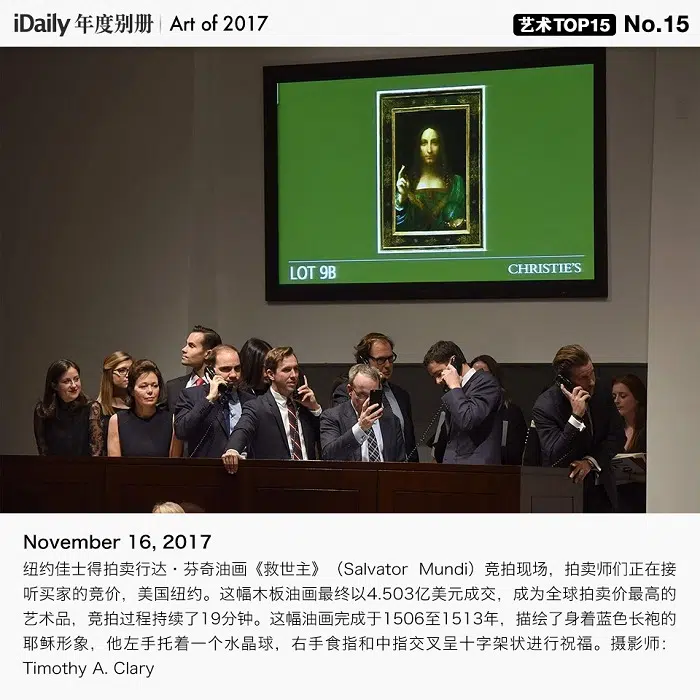 iDaily 年度别册 | Art of 2017
艺术TOP15 No.15
LOT 9B
CHRISTIE'S
November 16, 2017
纽约佳士得拍卖行达·芬奇油画《救世主》（Salvator Mundi）竞拍现场，拍卖师们正在接
听买家的竞价，美国纽约。这幅木板油画最终以4.503亿美元成交，成为全球拍卖价最高的
艺术品，竞拍过程持续了19分钟。这幅油画完成于1506至1513年，描绘了身着蓝色长袍的
耶稣形象，他左手托着一个水晶球，右手食指和中指交叉呈十字架状进行祝福。摄影师：
Timothy A. Clary